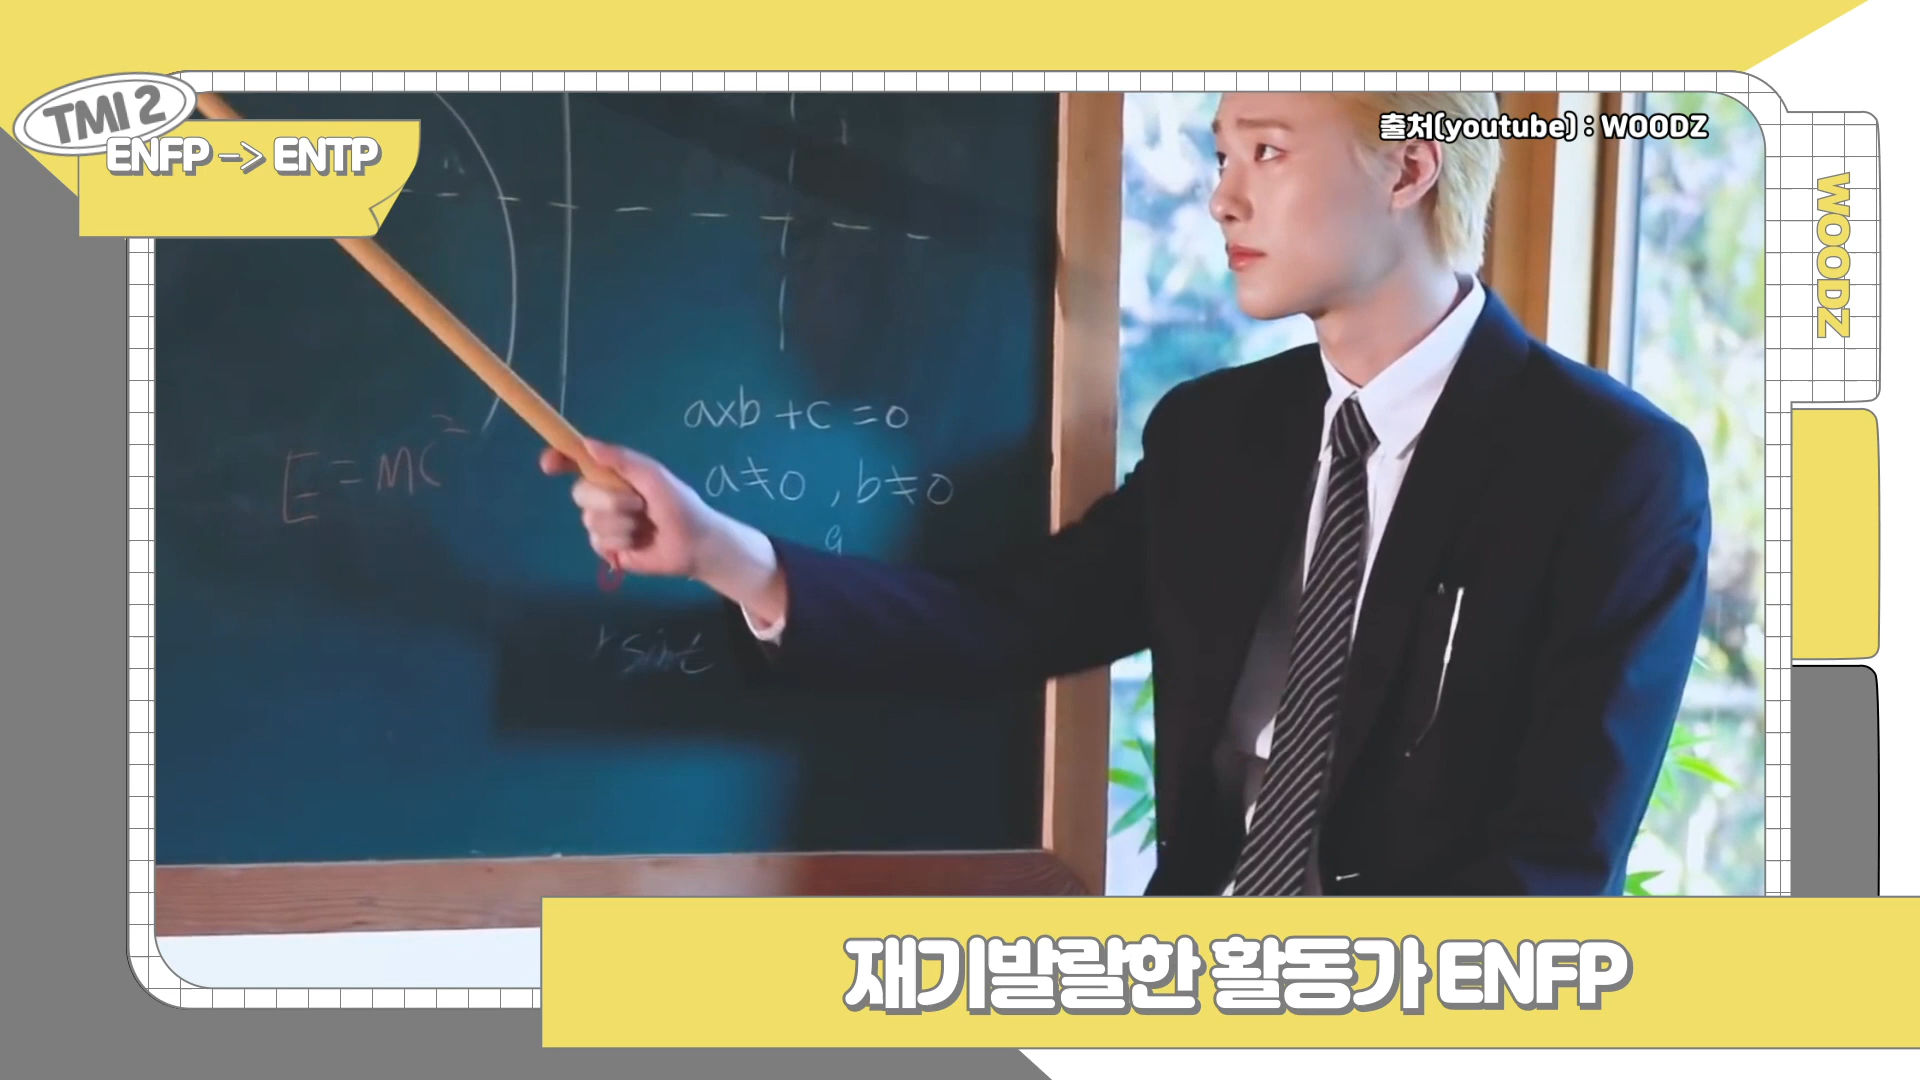 TMI 2
ENFP -> ENTP
출처(youtube) : WOODZ
WOODZ
axb + c = 0
a≠0 , b≠0
E = MC²
r sint
재기발랄한 활동가 ENFP